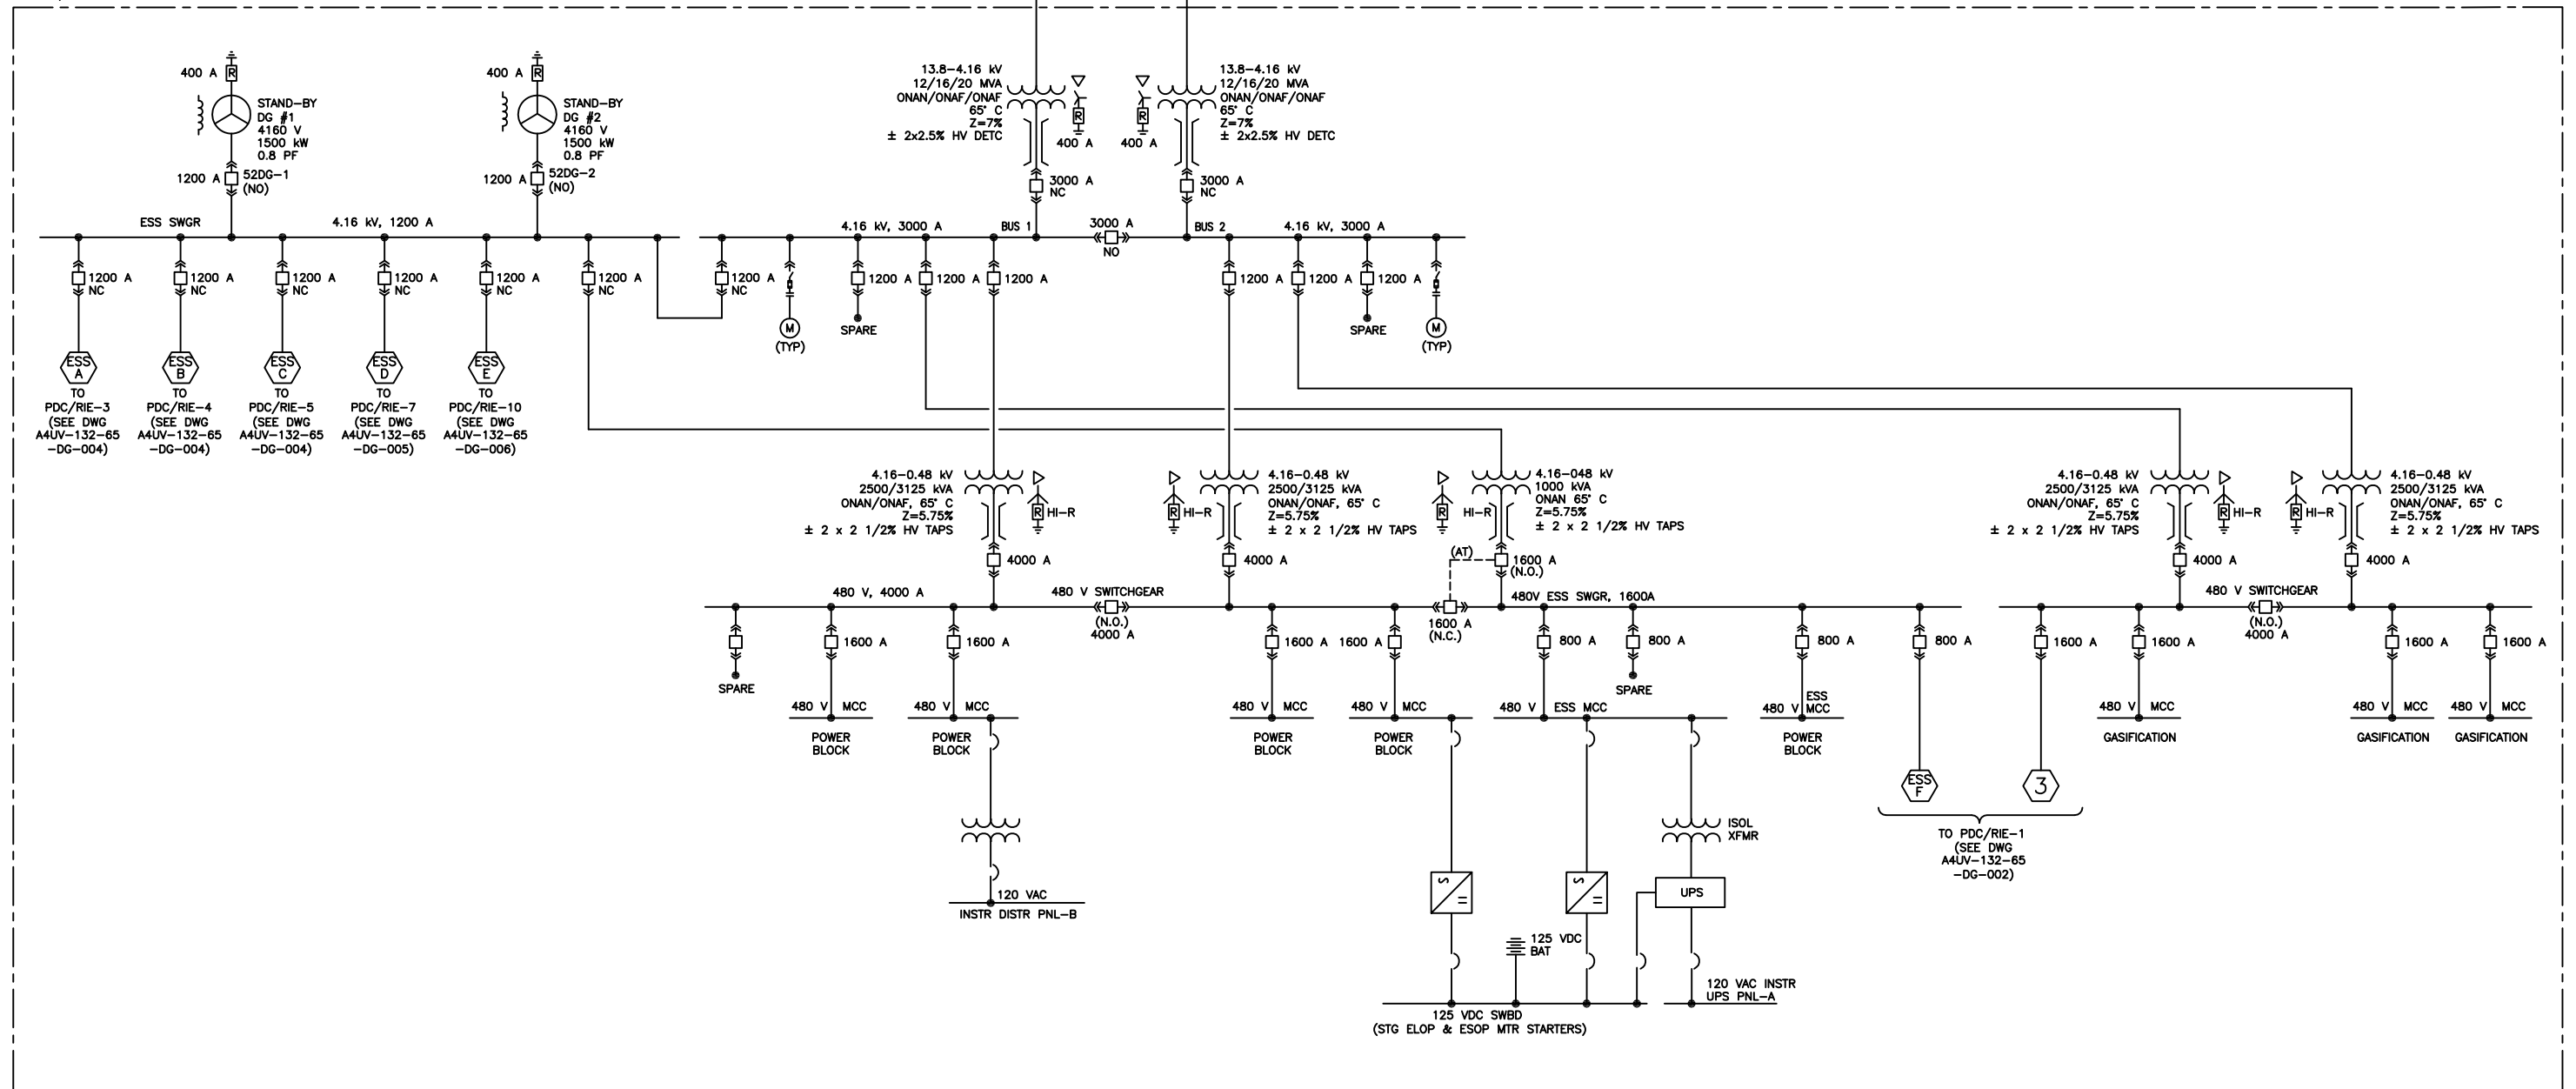 400 A
R
STAND-BY
DG #1
4160 V
1500 kW
0.8 PF
1200 A
52DG-1
(NO)
400 A
R
STAND-BY
DG #2
4160 V
1500 kW
0.8 PF
1200 A
52DG-2
(NO)
13.8-4.16 kV
12/16/20 MVA
ONAN/ONAF/ONAF
65° C
Z=7%
± 2x2.5% HV DETC
R
400 A
3000 A
NC
13.8-4.16 kV
12/16/20 MVA
ONAN/ONAF/ONAF
65° C
Z=7%
± 2x2.5% HV DETC
R
400 A
3000 A
NC
ESS SWGR
4.16 kV, 1200 A
4.16 kV, 3000 A
BUS 1
3000 A
NO
BUS 2
4.16 kV, 3000 A
1200 A
NC
1200 A
NC
1200 A
NC
1200 A
NC
1200 A
NC
1200 A
NC
1200 A
NC
M
(TYP)
1200 A
SPARE
1200 A
1200 A
1200 A
1200 A
1200 A
SPARE
M
(TYP)
ESS
A
TO
PDC/RIE-3
(SEE DWG
A4UV-132-65
-DG-004)
ESS
B
TO
PDC/RIE-4
(SEE DWG
A4UV-132-65
-DG-004)
ESS
C
TO
PDC/RIE-5
(SEE DWG
A4UV-132-65
-DG-004)
ESS
D
TO
PDC/RIE-7
(SEE DWG
A4UV-132-65
-DG-005)
ESS
E
TO
PDC/RIE-10
(SEE DWG
A4UV-132-65
-DG-006)
4.16-0.48 kV
2500/3125 kVA
ONAN/ONAF, 65° C
Z=5.75%
± 2 x 2 1/2% HV TAPS
R
HI-R
4000 A
4.16-0.48 kV
2500/3125 kVA
ONAN/ONAF, 65° C
Z=5.75%
± 2 x 2 1/2% HV TAPS
R
HI-R
4000 A
4.16-048 kV
1000 kVA
ONAN 65° C
Z=5.75%
± 2 x 2 1/2% HV TAPS
R
HI-R
(AT)
1600 A
(N.O.)
4.16-0.48 kV
2500/3125 kVA
ONAN/ONAF, 65° C
Z=5.75%
± 2 x 2 1/2% HV TAPS
R
HI-R
4000 A
4.16-0.48 kV
2500/3125 kVA
ONAN/ONAF, 65° C
Z=5.75%
± 2 x 2 1/2% HV TAPS
R
HI-R
4000 A
480 V, 4000 A
480 V SWITCHGEAR
(N.O.)
4000 A
1600 A
(N.C.)
480V ESS SWGR, 1600A
480 V SWITCHGEAR
(N.O.)
4000 A
SPARE
1600 A
1600 A
1600 A
1600 A
800 A
800 A
SPARE
800 A
800 A
1600 A
1600 A
1600 A
1600 A
480 V MCC
POWER
BLOCK
480 V MCC
POWER
BLOCK
480 V MCC
POWER
BLOCK
480 V MCC
POWER
BLOCK
480 V ESS MCC
ESS
480 V MCC
POWER
BLOCK
480 V MCC
GASIFICATION
480 V MCC
GASIFICATION
480 V MCC
GASIFICATION
ESS
F
3
TO PDC/RIE-1
(SEE DWG
A4UV-132-65
-DG-002)
ISOL
XFMR
UPS
120 VAC
INSTR DISTR PNL-B
125 VDC
BAT
120 VAC INSTR
UPS PNL-A
125 VDC SWBD
(STG ELOP & ESOP MTR STARTERS)